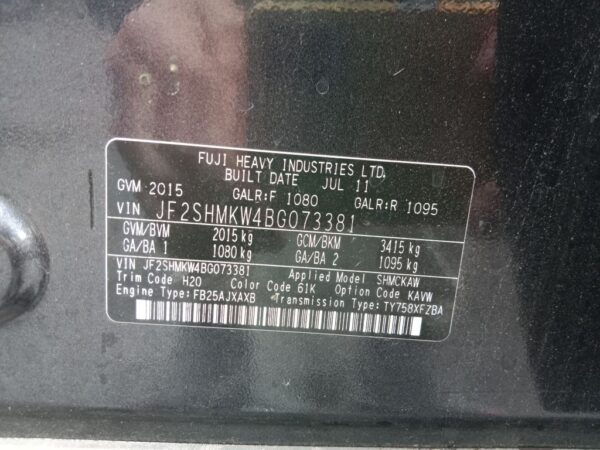 FUJI HEAVY INDUSTRIES LTD.
BUILT DATE JUL 11
GVM 2015 GALR:F 1080 GALR:R 1095
VIN JF2SHMKW4BG073381
GVM/BVM 2015 kg GCM/BKM 3415 kg
GA/BA 1 1080 kg GA/BA 2 1095 kg
VIN JF2SHMKW4BG073381 Applied Model SHMCKAW
Trim Code H20 Color Code 61K Option Code KAVW
Engine Type:FB25AJXAXB Transmission Type:TY758XFZBA